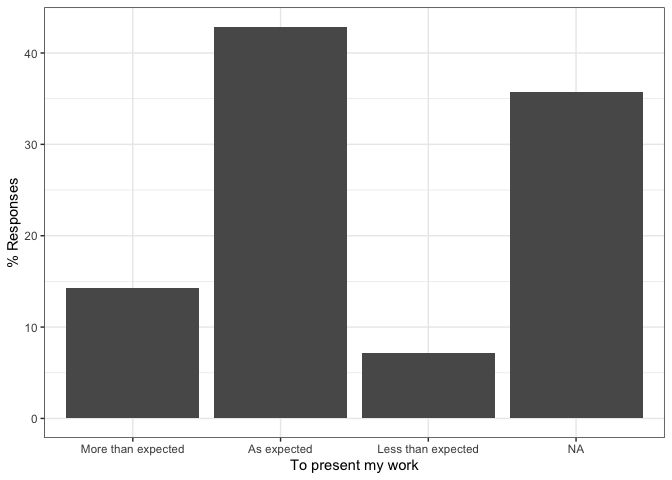 % Responses
40
30
20
10
0
More than expected As expected Less than expected NA
To present my work